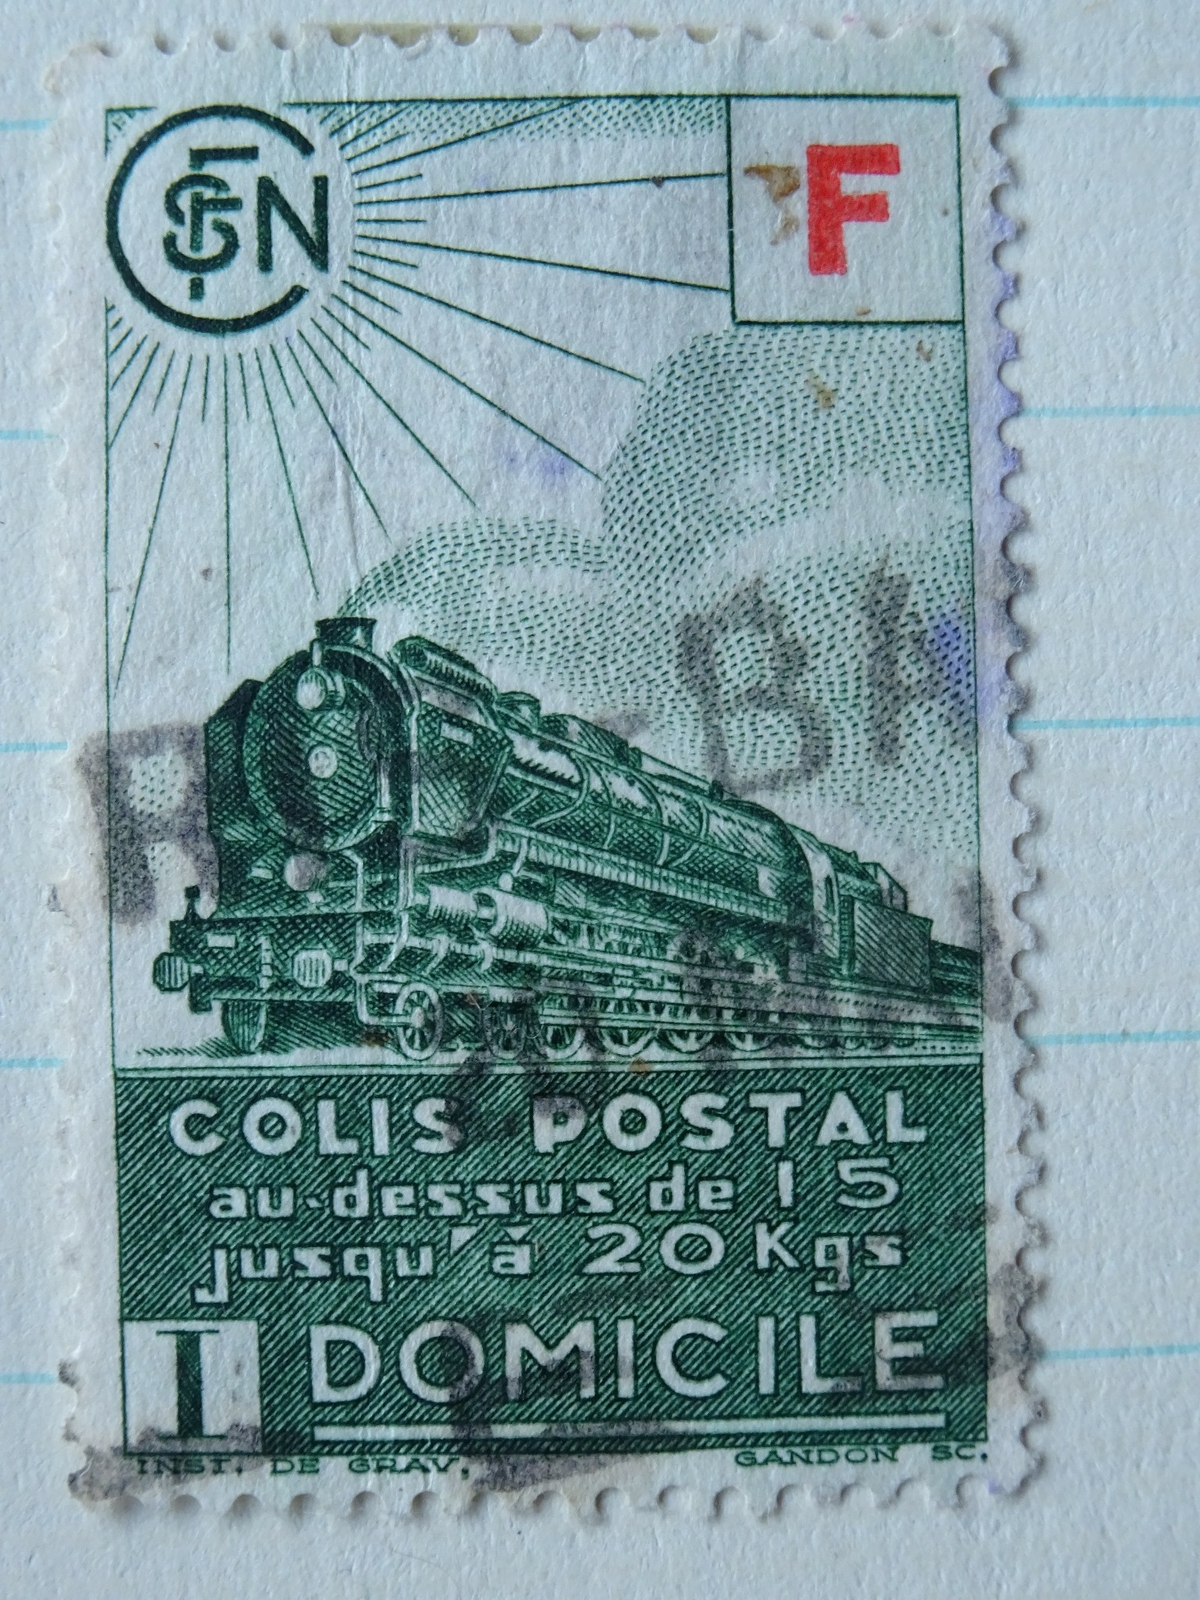 SNCF
F
COLIS POSTAL
au-dessus de 15
jusqu'à 20 Kgs
I DOMICILE
INST. DE GRAV.
GANDON SC.